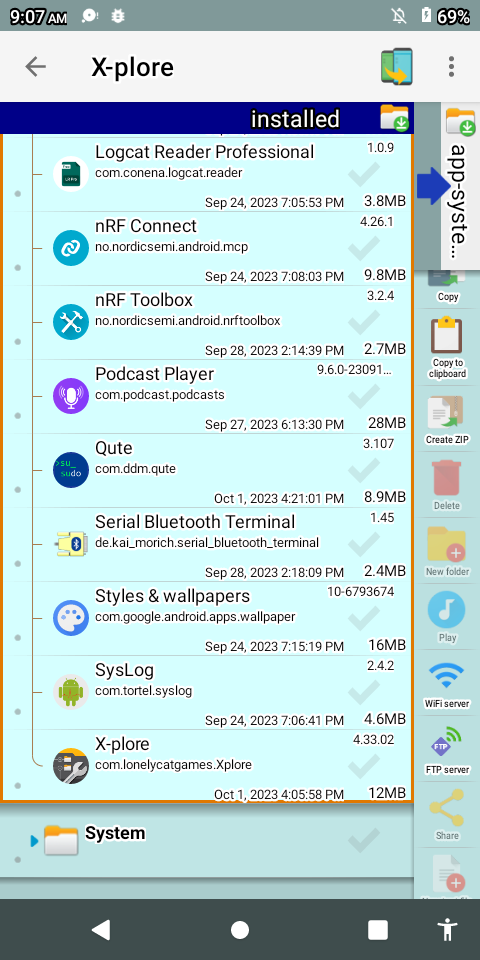 9:07 AM
69%
X-plore
installed
app-syste...
Logcat Reader Professional
1.0.9
com.conena.logcat.reader
Sep 24, 2023 7:05:53 PM
3.8MB
nRF Connect
4.26.1
no.nordicsemi.android.mcp
Sep 24, 2023 7:08:03 PM
9.8MB
nRF Toolbox
3.2.4
no.nordicsemi.android.nrftoolbox
Sep 28, 2023 2:14:39 PM
2.7MB
Podcast Player
9.6.0-23091...
com.podcast.podcasts
Sep 27, 2023 6:13:30 PM
28MB
Qute
3.107
com.ddm.qute
Oct 1, 2023 4:21:01 PM
8.9MB
Serial Bluetooth Terminal
1.45
de.kai_morich.serial_bluetooth_terminal
Sep 28, 2023 2:18:09 PM
2.4MB
Styles & wallpapers
10-6793674
com.google.android.apps.wallpaper
Sep 24, 2023 7:15:19 PM
16MB
SysLog
2.4.2
com.tortel.syslog
Sep 24, 2023 7:06:41 PM
4.6MB
X-plore
4.33.02
com.lonelycatgames.Xplore
Oct 1, 2023 4:05:58 PM
12MB
System
Copy
Copy to
clipboard
Create ZIP
Delete
New folder
Play
WiFi server
FTP server
Share